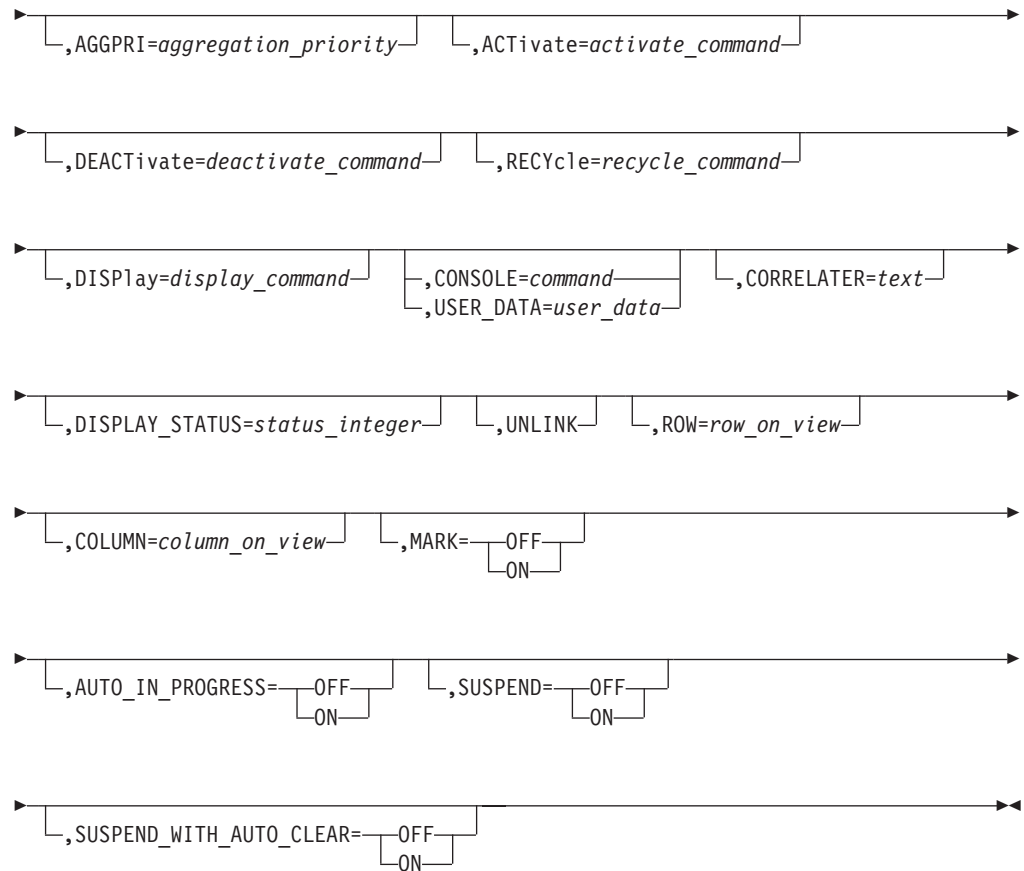 ,AGGPRI=aggregation_priority ,ACTivate=activate_command
,DEACTivate=deactivate_command ,RECYcle=recycle_command
,DISPlay=display_command ,CONSOLE=command ,CORRELATER=text
,USER_DATA=user_data
,DISPLAY_STATUS=status_integer ,UNLINK ,ROW=row_on_view
,COLUMN=column_on_view ,MARK= OFF
ON
,AUTO_IN_PROGRESS= OFF ,SUSPEND= OFF
ON ON
,SUSPEND_WITH_AUTO_CLEAR= OFF
ON